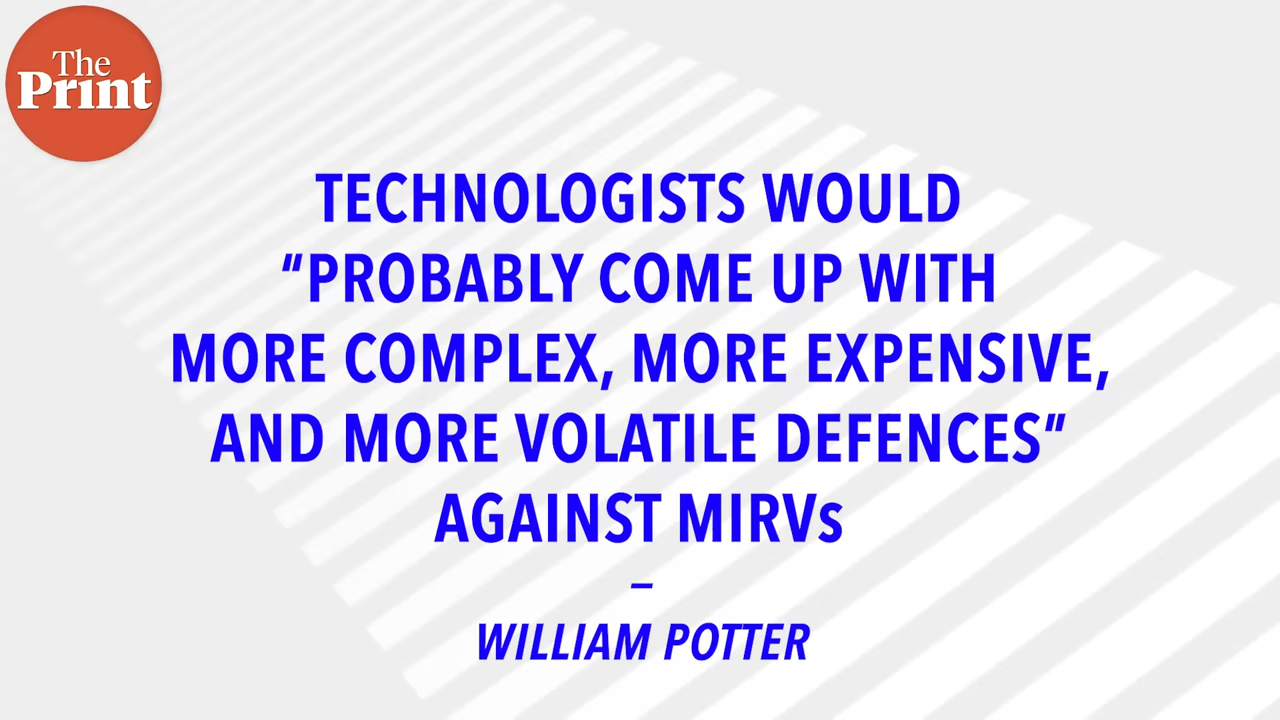 The
Print
TECHNOLOGISTS WOULD
“PROBABLY COME UP WITH
MORE COMPLEX, MORE EXPENSIVE,
AND MORE VOLATILE DEFENCES”
AGAINST MIRVs
–
WILLIAM POTTER